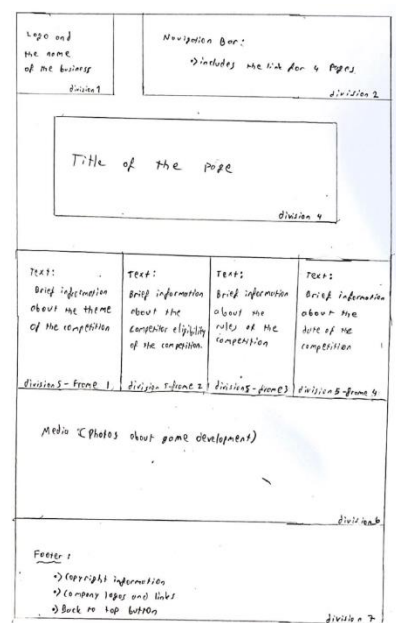 Logo and
the name
of the business
division 1
Navigation Bar:
•) includes the link for 4 Pages.
division 2
Title of the page
division 4
Text:
Brief information
about the theme
of the competition
division 5 - Frame 1
Text:
Brief information
about the
competitor eligibility
of the competition.
division 5 - frame 2
Text:
Brief information
about the
rules of the
competition
division 5 - frame 3
Text:
Brief information
about the
date of the
competition
division 5 - frame 4
Media (Photos about game development)
division 6
Footer:
•) Copyright information
•) Company logos and links
•) Back to top button
division 7